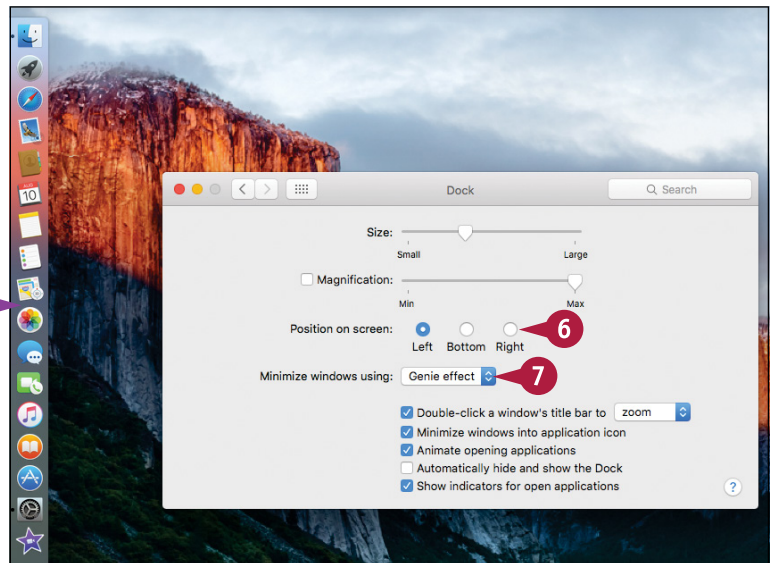 Dock
Search
Size:
Small Large
Magnification:
Min Max
Position on screen:
Left Bottom Right
6
Minimize windows using: Genie effect
7
Double-click a window's title bar to zoom
Minimize windows into application icon
Animate opening applications
Automatically hide and show the Dock
Show indicators for open applications
?
AUG
10